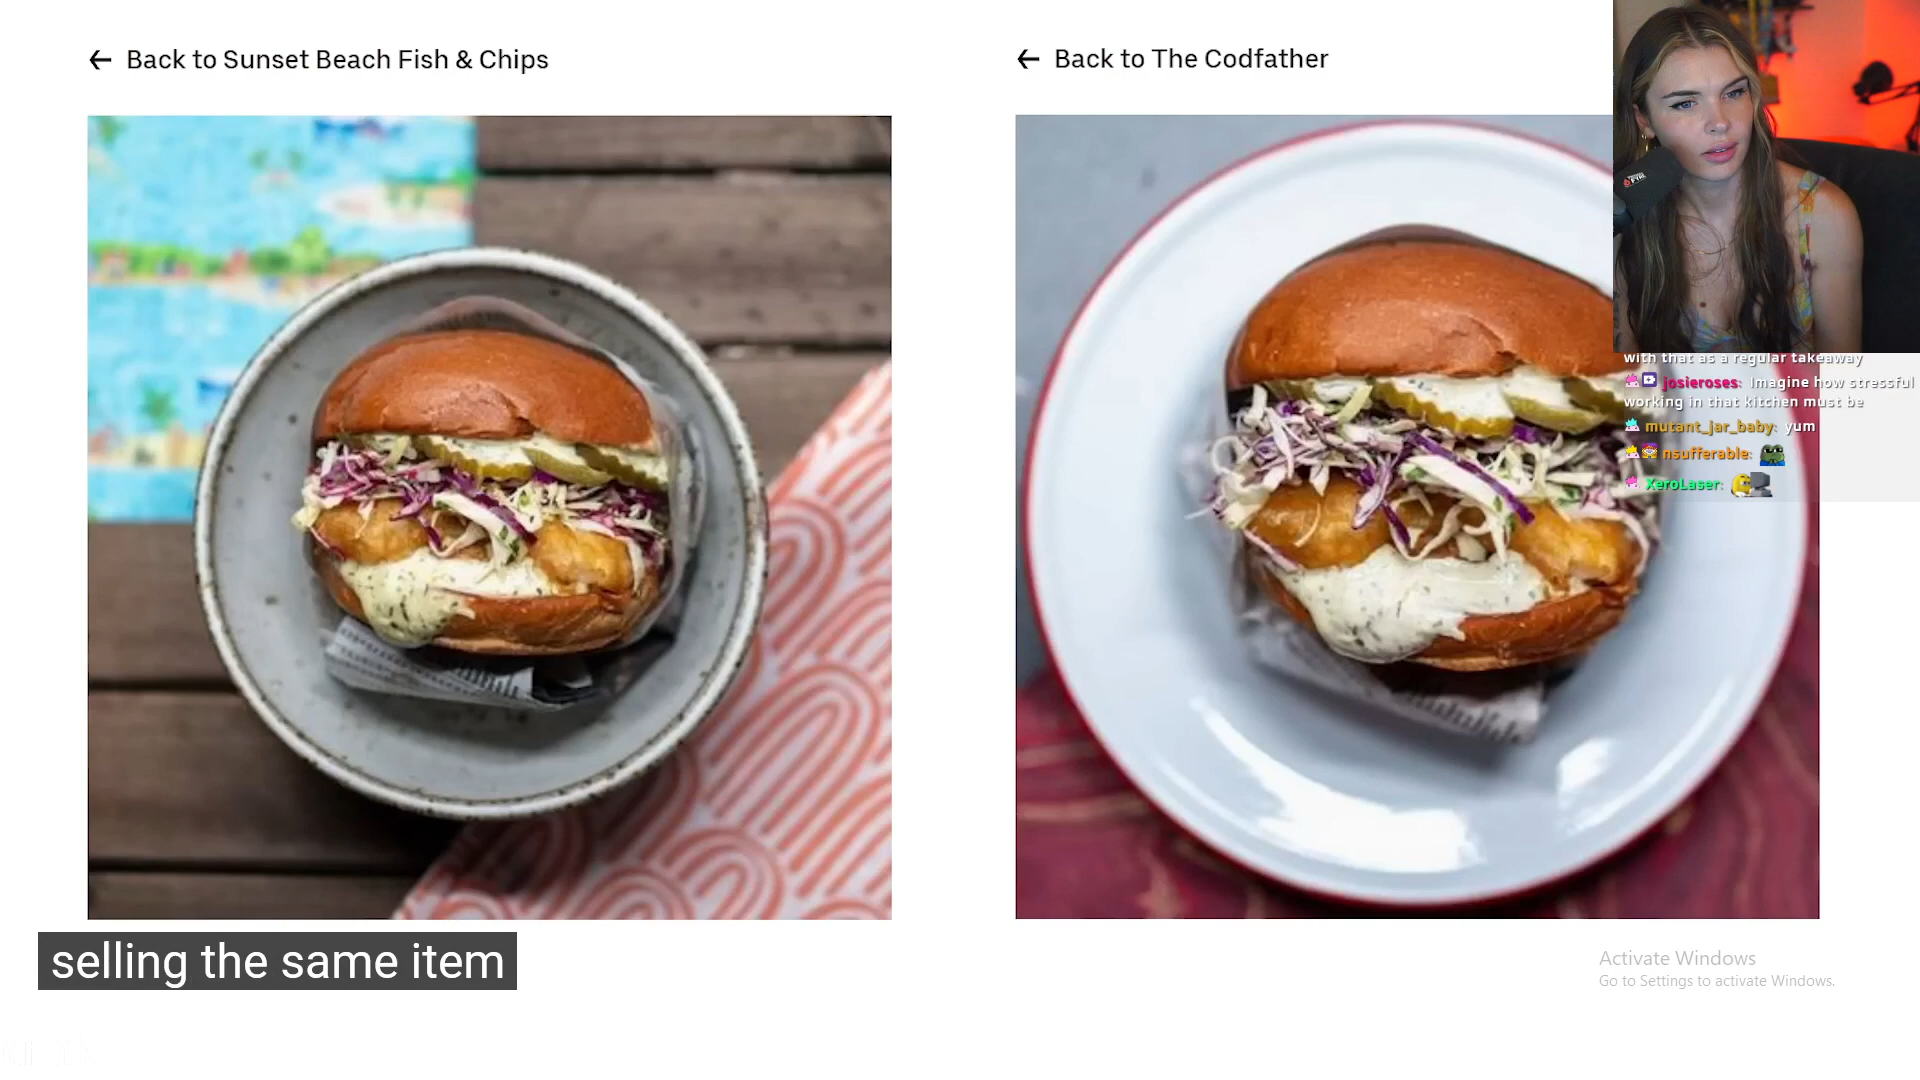 ← Back to Sunset Beach Fish & Chips
← Back to The Codfather
with that as a regular takeaway
josieroses: Imagine how stressful
working in that kitchen must be
mutant_jar_baby: yum
nsufferable:
XeroLaser:
selling the same item
Activate Windows
Go to Settings to activate Windows.